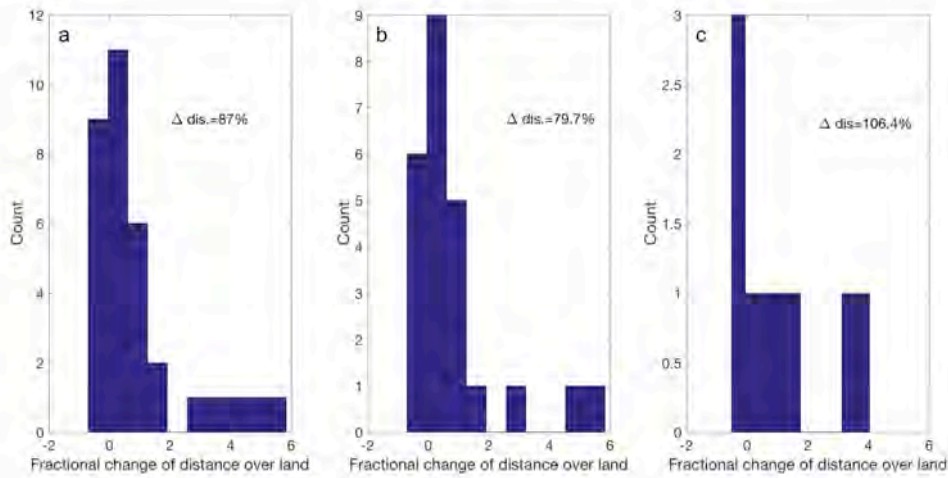 a
12
10
8
6
4
2
0
Count
Δ dis.=87%
-2 0 2 4 6
Fractional change of distance over land
b
9
8
7
6
5
4
3
2
1
0
Count
Δ dis.=79.7%
-2 0 2 4 6
Fractional change of distance over land
c
3
2.5
2
1.5
1
0.5
0
Count
Δ dis=106.4%
-2 0 2 4 6
Fractional change of distance over land